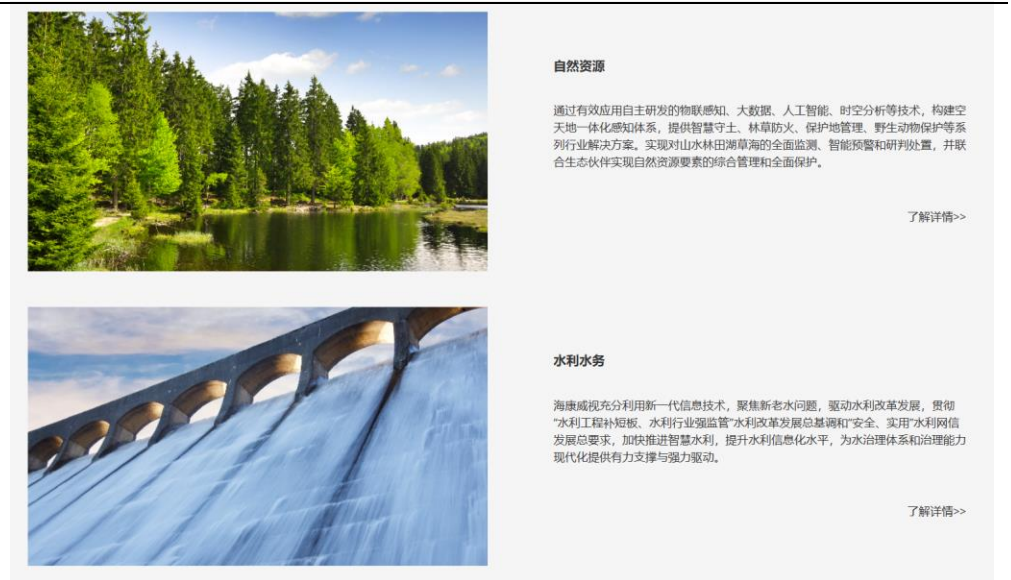 自然资源
通过有效应用自主研发的物联感知、大数据、人工智能、时空分析等技术，构建空
天地一体化感知体系，提供智慧守土、林草防火、保护地管理、野生动物保护等系
列行业解决方案。实现对山水林田湖草海的全面监测、智能预警和研判处置，并联
合生态伙伴实现自然资源要素的综合管理和全面保护。
了解详情>>
水利水务
海康威视充分利用新一代信息技术，聚焦新老水问题，驱动水利改革发展，贯彻
“水利工程补短板、水利行业强监管”水利改革发展总基调和“安全、实用”水利网信
发展总要求，加快推进智慧水利，提升水利信息化水平，为水治理体系和治理能力
现代化提供有力支撑与强力驱动。
了解详情>>